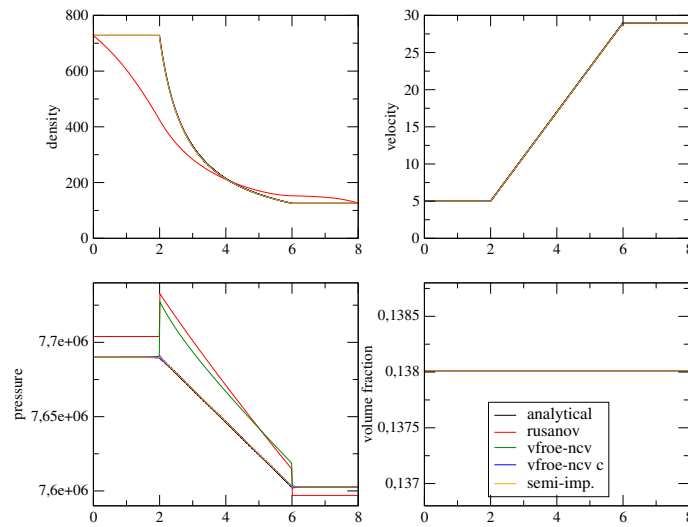 800
600
400
200
0
density
0 2 4 6 8
30
25
20
15
10
5
0
velocity
0 2 4 6 8
7,7e+06
7,65e+06
7,6e+06
pressure
0 2 4 6 8
0,1385
0,138
0,1375
0,137
volume fraction
analytical
rusanov
vfroe-ncv
vfroe-ncv c
semi-imp.
0 2 4 6 8